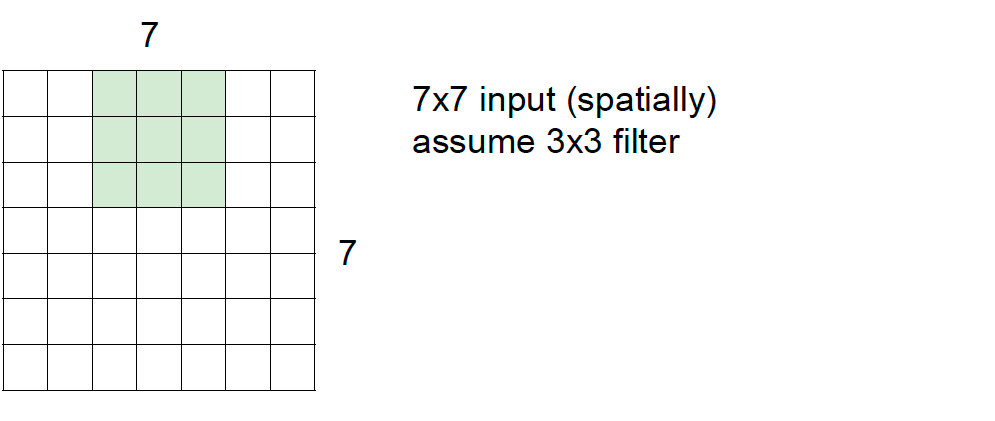 7
7x7 input (spatially)
assume 3x3 filter
7